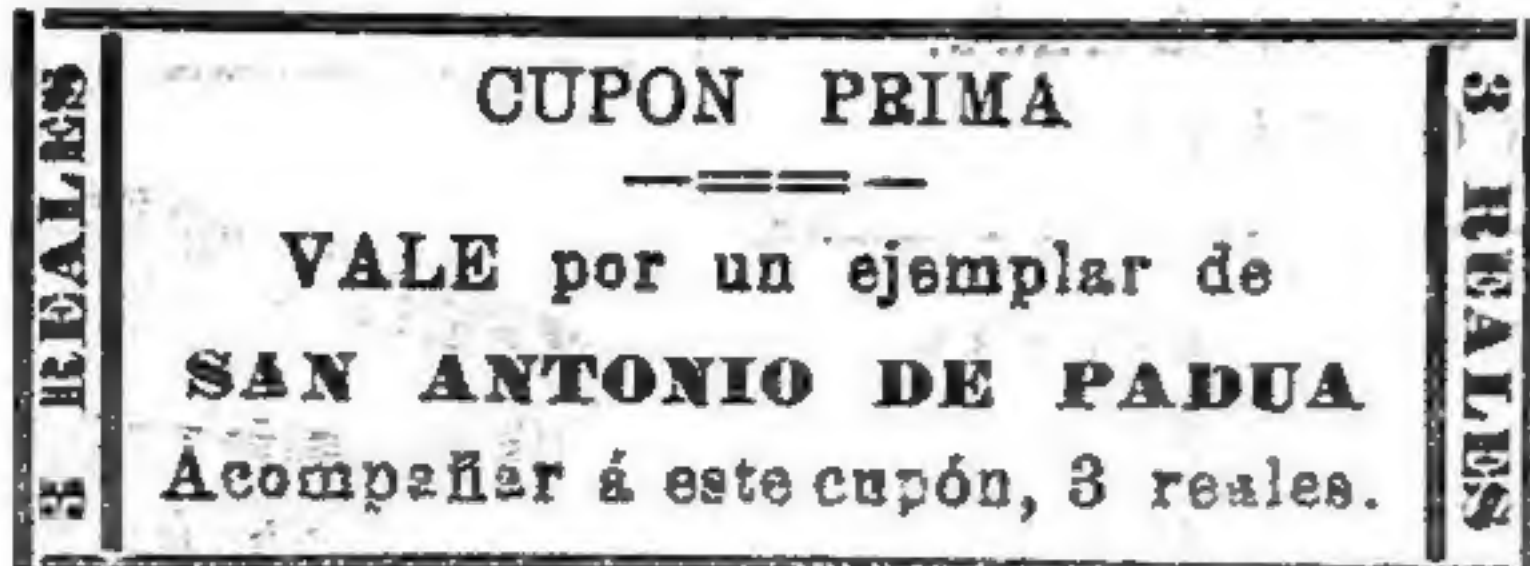 3 REALES
CUPON PRIMA
VALE por un ejemplar de
SAN ANTONIO DE PADUA
Acompañar á este cupón, 3 reales.
3 REALES